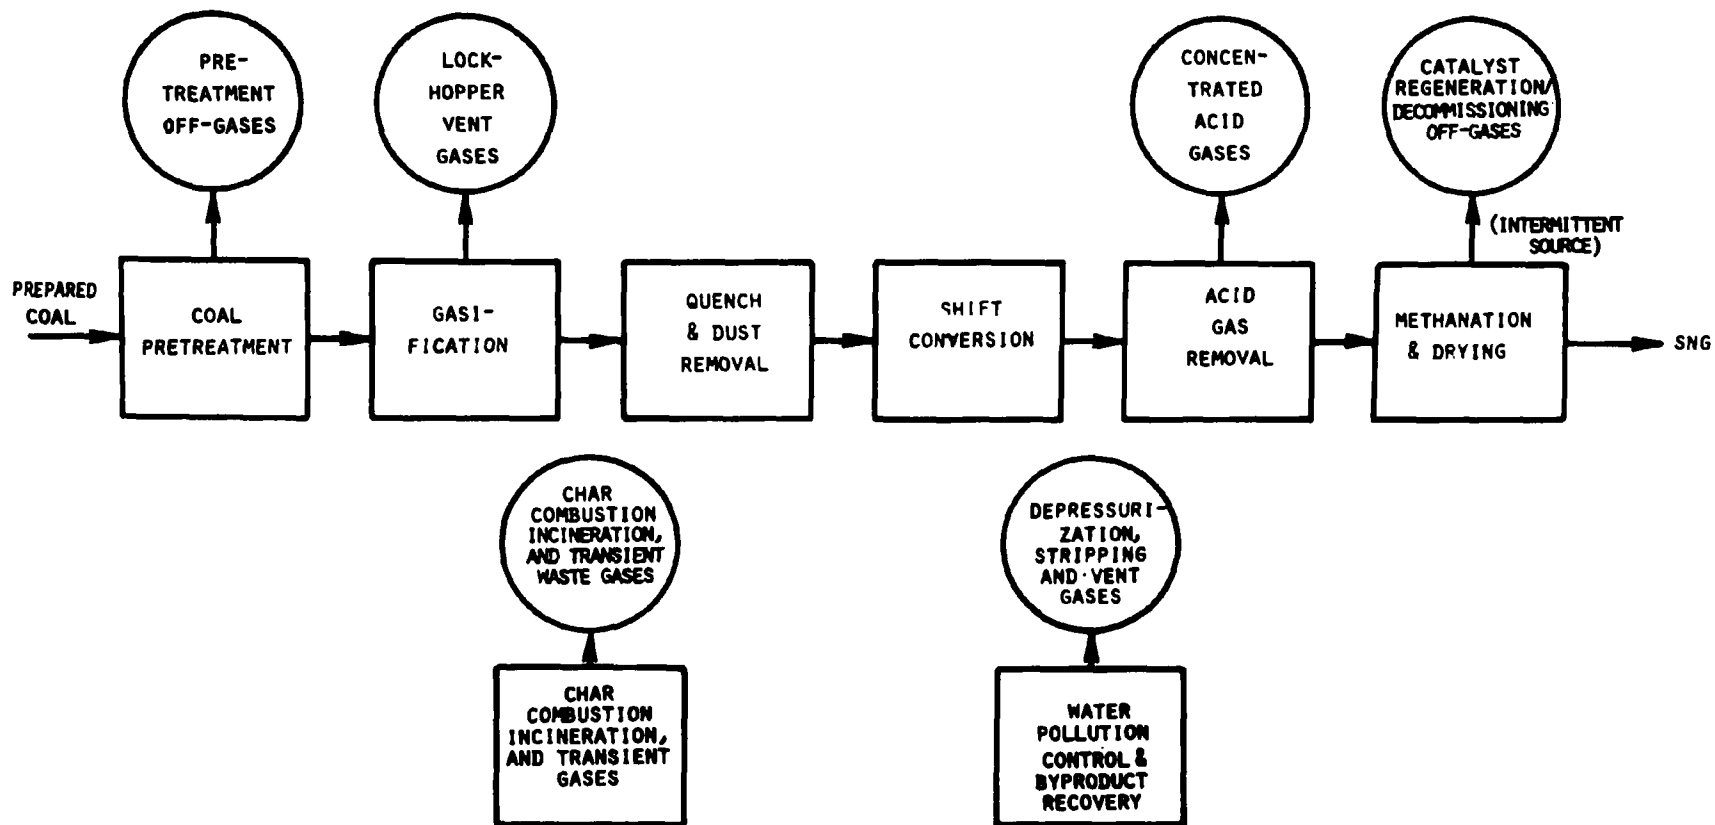 PRE-
TREATMENT
OFF-GASES
LOCK-
HOPPER
VENT
GASES
CONCEN-
TRATED
ACID
GASES
CATALYST
REGENERATION/
DECOMMISSIONING
OFF-GASES
(INTERMITTENT
SOURCE)
PREPARED
COAL
COAL
PRETREATMENT
GASI-
FICATION
QUENCH
& DUST
REMOVAL
SHIFT
CONVERSION
ACID
GAS
REMOVAL
METHANATION
& DRYING
SNG
CHAR
COMBUSTION
INCINERATION,
AND TRANSIENT
WASTE GASES
DEPRESSURI-
ZATION,
STRIPPING
AND VENT
GASES
CHAR
COMBUSTION
INCINERATION,
AND TRANSIENT
GASES
WATER
POLLUTION
CONTROL &
BYPRODUCT
RECOVERY